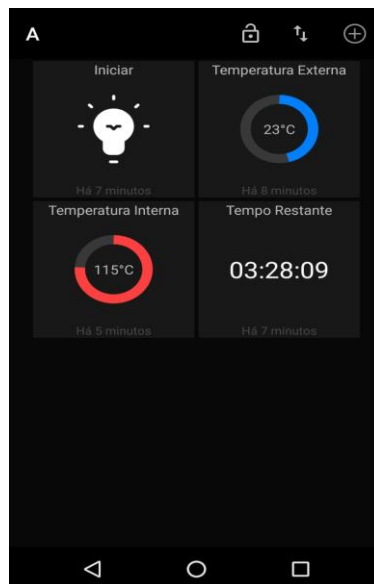 A
Iniciar
Há 7 minutos
Temperatura Externa
23°C
Há 8 minutos
Temperatura Interna
115°C
Há 5 minutos
Tempo Restante
03:28:09
Há 7 minutos